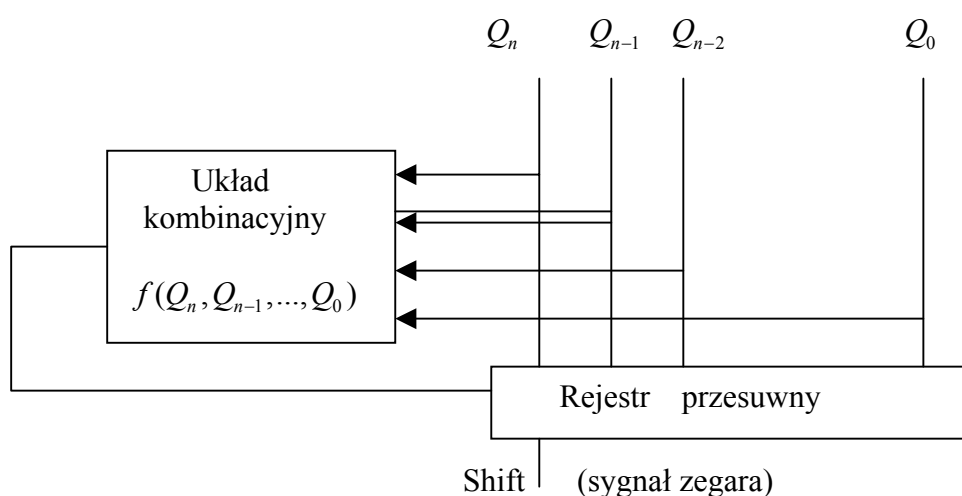 Qₙ Qₙ₋₁ Qₙ₋₂ Q₀
Układ
kombinacyjny
f(Qₙ,Qₙ₋₁,...,Q₀)
Rejestr przesuwny
Shift (sygnał zegara)